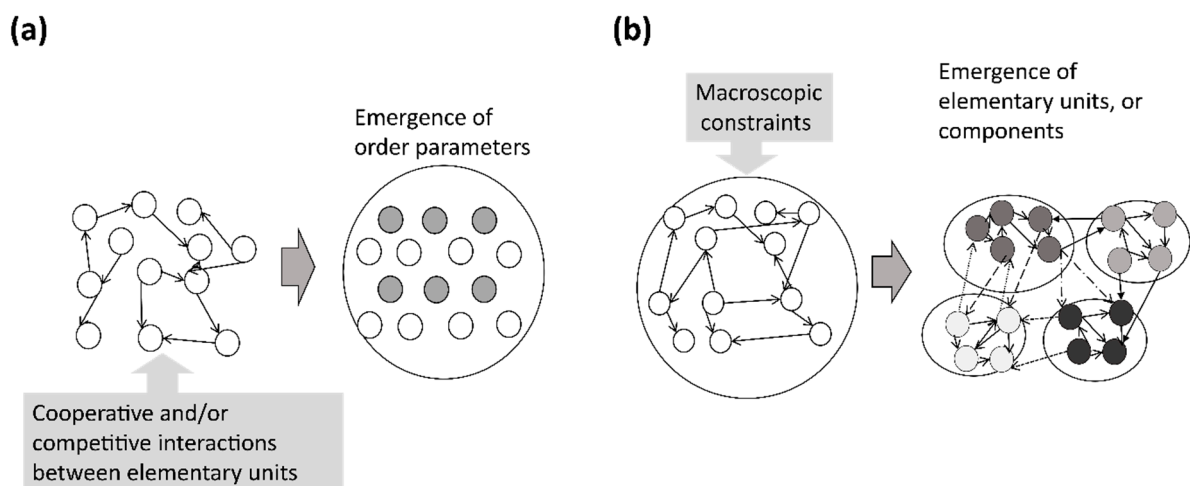 (a)
Emergence of
order parameters
Cooperative and/or
competitive interactions
between elementary units
(b)
Macroscopic
constraints
Emergence of
elementary units, or
components